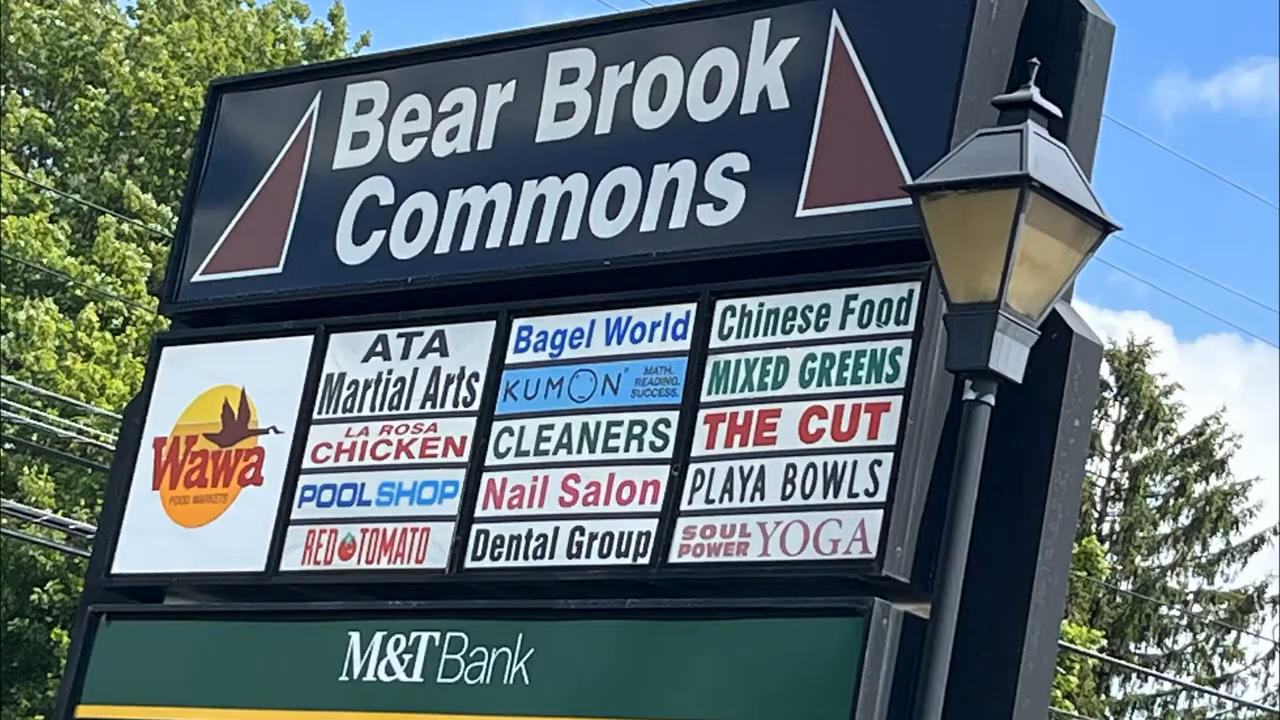 Bear Brook
Commons
Wawa
FOOD MARKETS
ATA
Martial Arts
LA ROSA
CHICKEN
POOLSHOP
RED TOMATO
Bagel World
KUMON®
MATH.
READING.
SUCCESS.
CLEANERS
Nail Salon
Dental Group
Chinese Food
MIXED GREENS
THE CUT
PLAYA BOWLS
SOUL
POWER
YOGA
M&T Bank